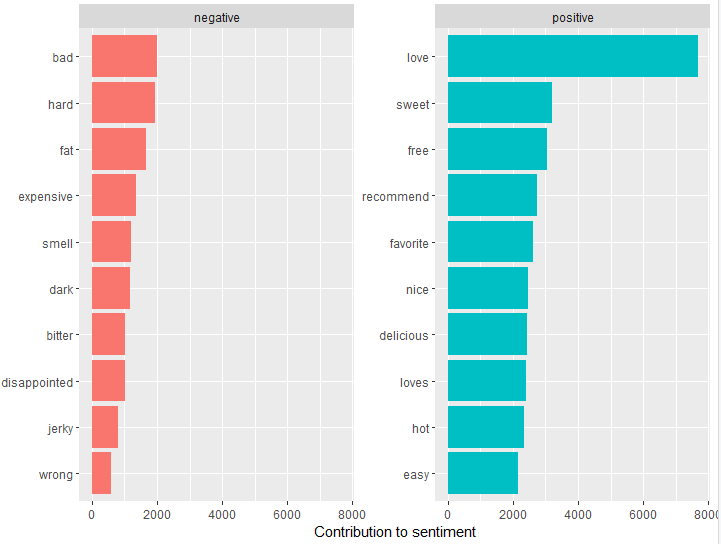 negative
bad
hard
fat
expensive
smell
dark
bitter
disappointed
jerky
wrong
0 2000 4000 6000 8000
positive
love
sweet
free
recommend
favorite
nice
delicious
loves
hot
easy
0 2000 4000 6000 8000
Contribution to sentiment